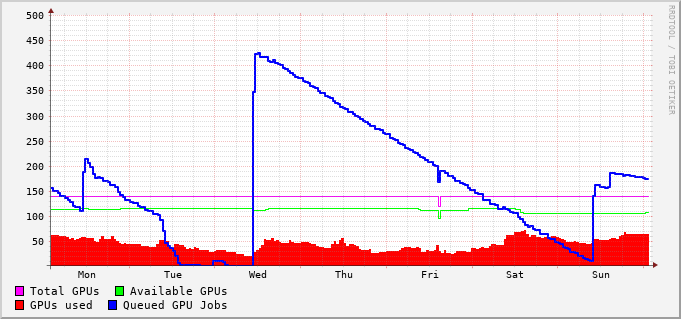 500
450
400
350
300
250
200
150
100
50
Mon Tue Wed Thu Fri Sat Sun
Total GPUs Available GPUs
GPUs used Queued GPU Jobs
RRDTOOL / TOBI OETIKER